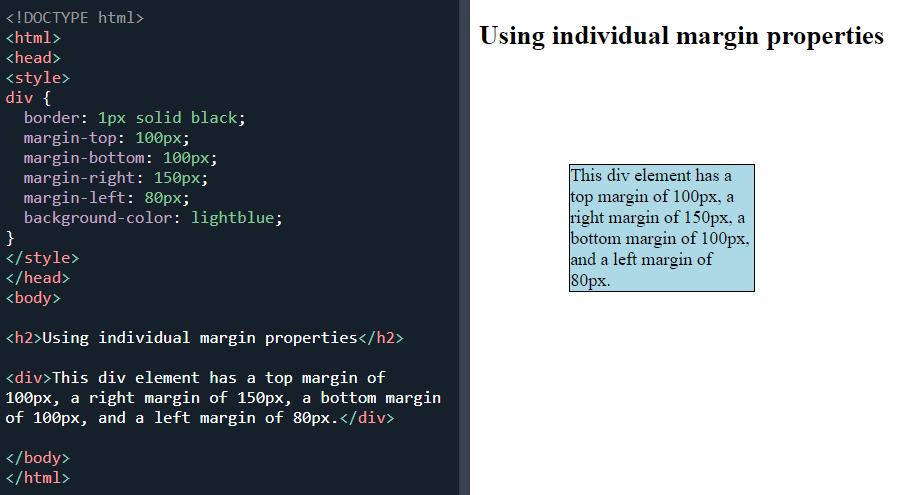 <!DOCTYPE html>
<html>
<head>
<style>
div {
  border: 1px solid black;
  margin-top: 100px;
  margin-bottom: 100px;
  margin-right: 150px;
  margin-left: 80px;
  background-color: lightblue;
}
</style>
</head>
<body>

<h2>Using individual margin properties</h2>

<div>This div element has a top margin of
100px, a right margin of 150px, a bottom margin
of 100px, and a left margin of 80px.</div>

</body>
</html>

Using individual margin properties
This div element has a
top margin of 100px, a
right margin of 150px, a
bottom margin of 100px,
and a left margin of
80px.